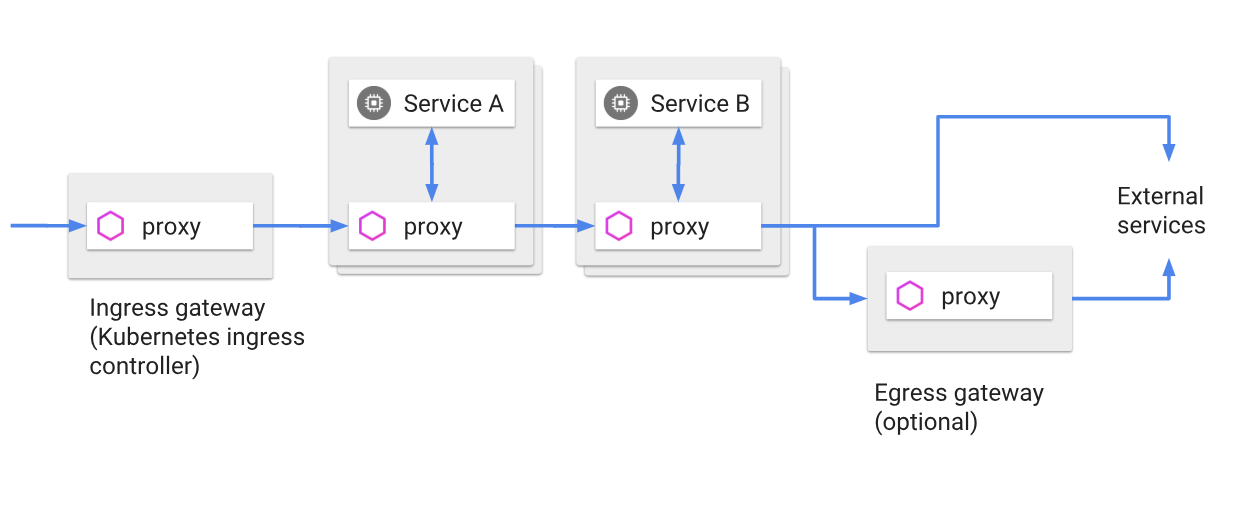 Service A
Service B
proxy
proxy
proxy
External
services
proxy
Ingress gateway
(Kubernetes ingress
controller)
Egress gateway
(optional)